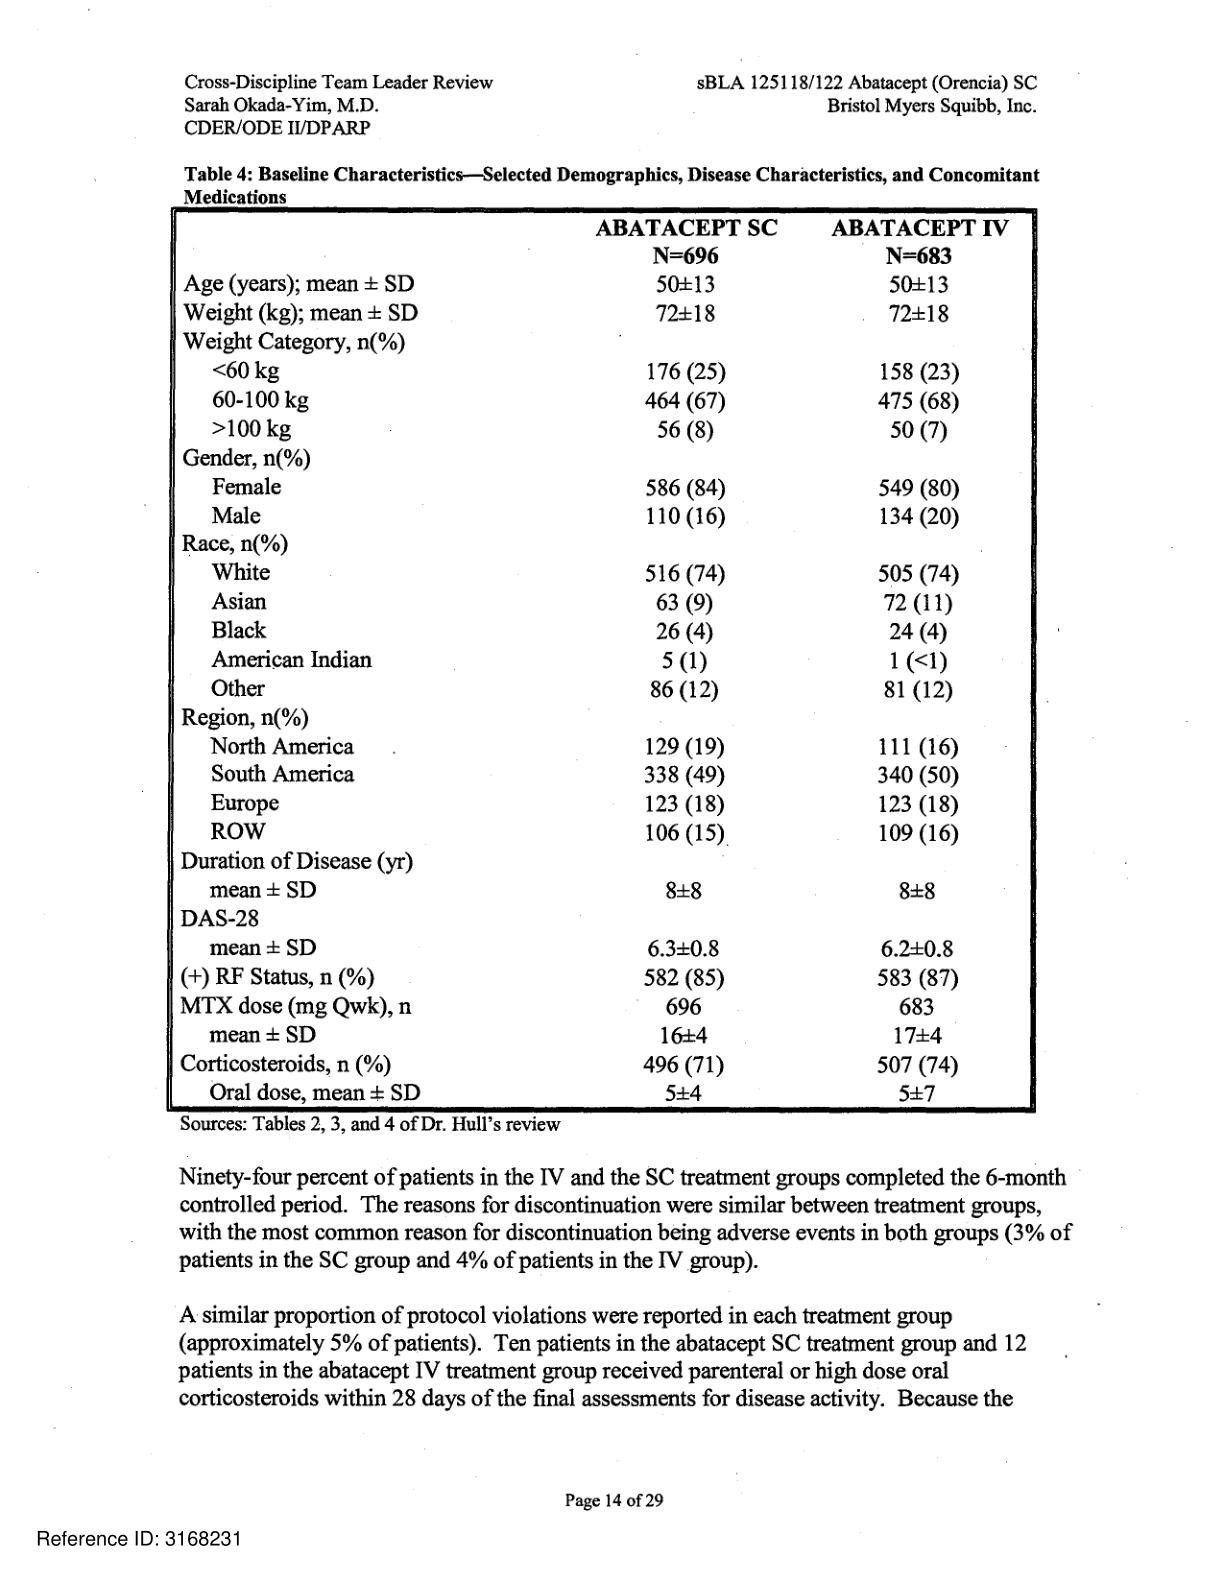 Cross-Discipline Team Leader Review sBLA 125118/122 Abatacept (Orencia) SC
Sarah Okada-Yim, M.D. Bristol Myers Squibb, Inc.
CDER/ODE II/DPARP
Table 4: Baseline Characteristics—Selected Demographics, Disease Characteristics, and Concomitant
Medications
ABATACEPT SC ABATACEPT IV
N=696 N=683
Age (years); mean ± SD 50±13 50±13
Weight (kg); mean ± SD 72±18 72±18
Weight Category, n(%)
<60 kg 176 (25) 158 (23)
60-100 kg 464 (67) 475 (68)
>100 kg 56 (8) 50 (7)
Gender, n(%)
Female 586 (84) 549 (80)
Male 110 (16) 134 (20)
Race, n(%)
White 516 (74) 505 (74)
Asian 63 (9) 72 (11)
Black 26 (4) 24 (4)
American Indian 5 (1) 1 (<1)
Other 86 (12) 81 (12)
Region, n(%)
North America 129 (19) 111 (16)
South America 338 (49) 340 (50)
Europe 123 (18) 123 (18)
ROW 106 (15) 109 (16)
Duration of Disease (yr)
mean ± SD 8±8 8±8
DAS-28
mean ± SD 6.3±0.8 6.2±0.8
(+) RF Status, n (%) 582 (85) 583 (87)
MTX dose (mg Qwk), n 696 683
mean ± SD 16±4 17±4
Corticosteroids, n (%) 496 (71) 507 (74)
Oral dose, mean ± SD 5±4 5±7
Sources: Tables 2, 3, and 4 of Dr. Hull's review
Ninety-four percent of patients in the IV and the SC treatment groups completed the 6-month
controlled period. The reasons for discontinuation were similar between treatment groups,
with the most common reason for discontinuation being adverse events in both groups (3% of
patients in the SC group and 4% of patients in the IV group).
A similar proportion of protocol violations were reported in each treatment group
(approximately 5% of patients). Ten patients in the abatacept SC treatment group and 12
patients in the abatacept IV treatment group received parenteral or high dose oral
corticosteroids within 28 days of the final assessments for disease activity. Because the
Page 14 of 29
Reference ID: 3168231